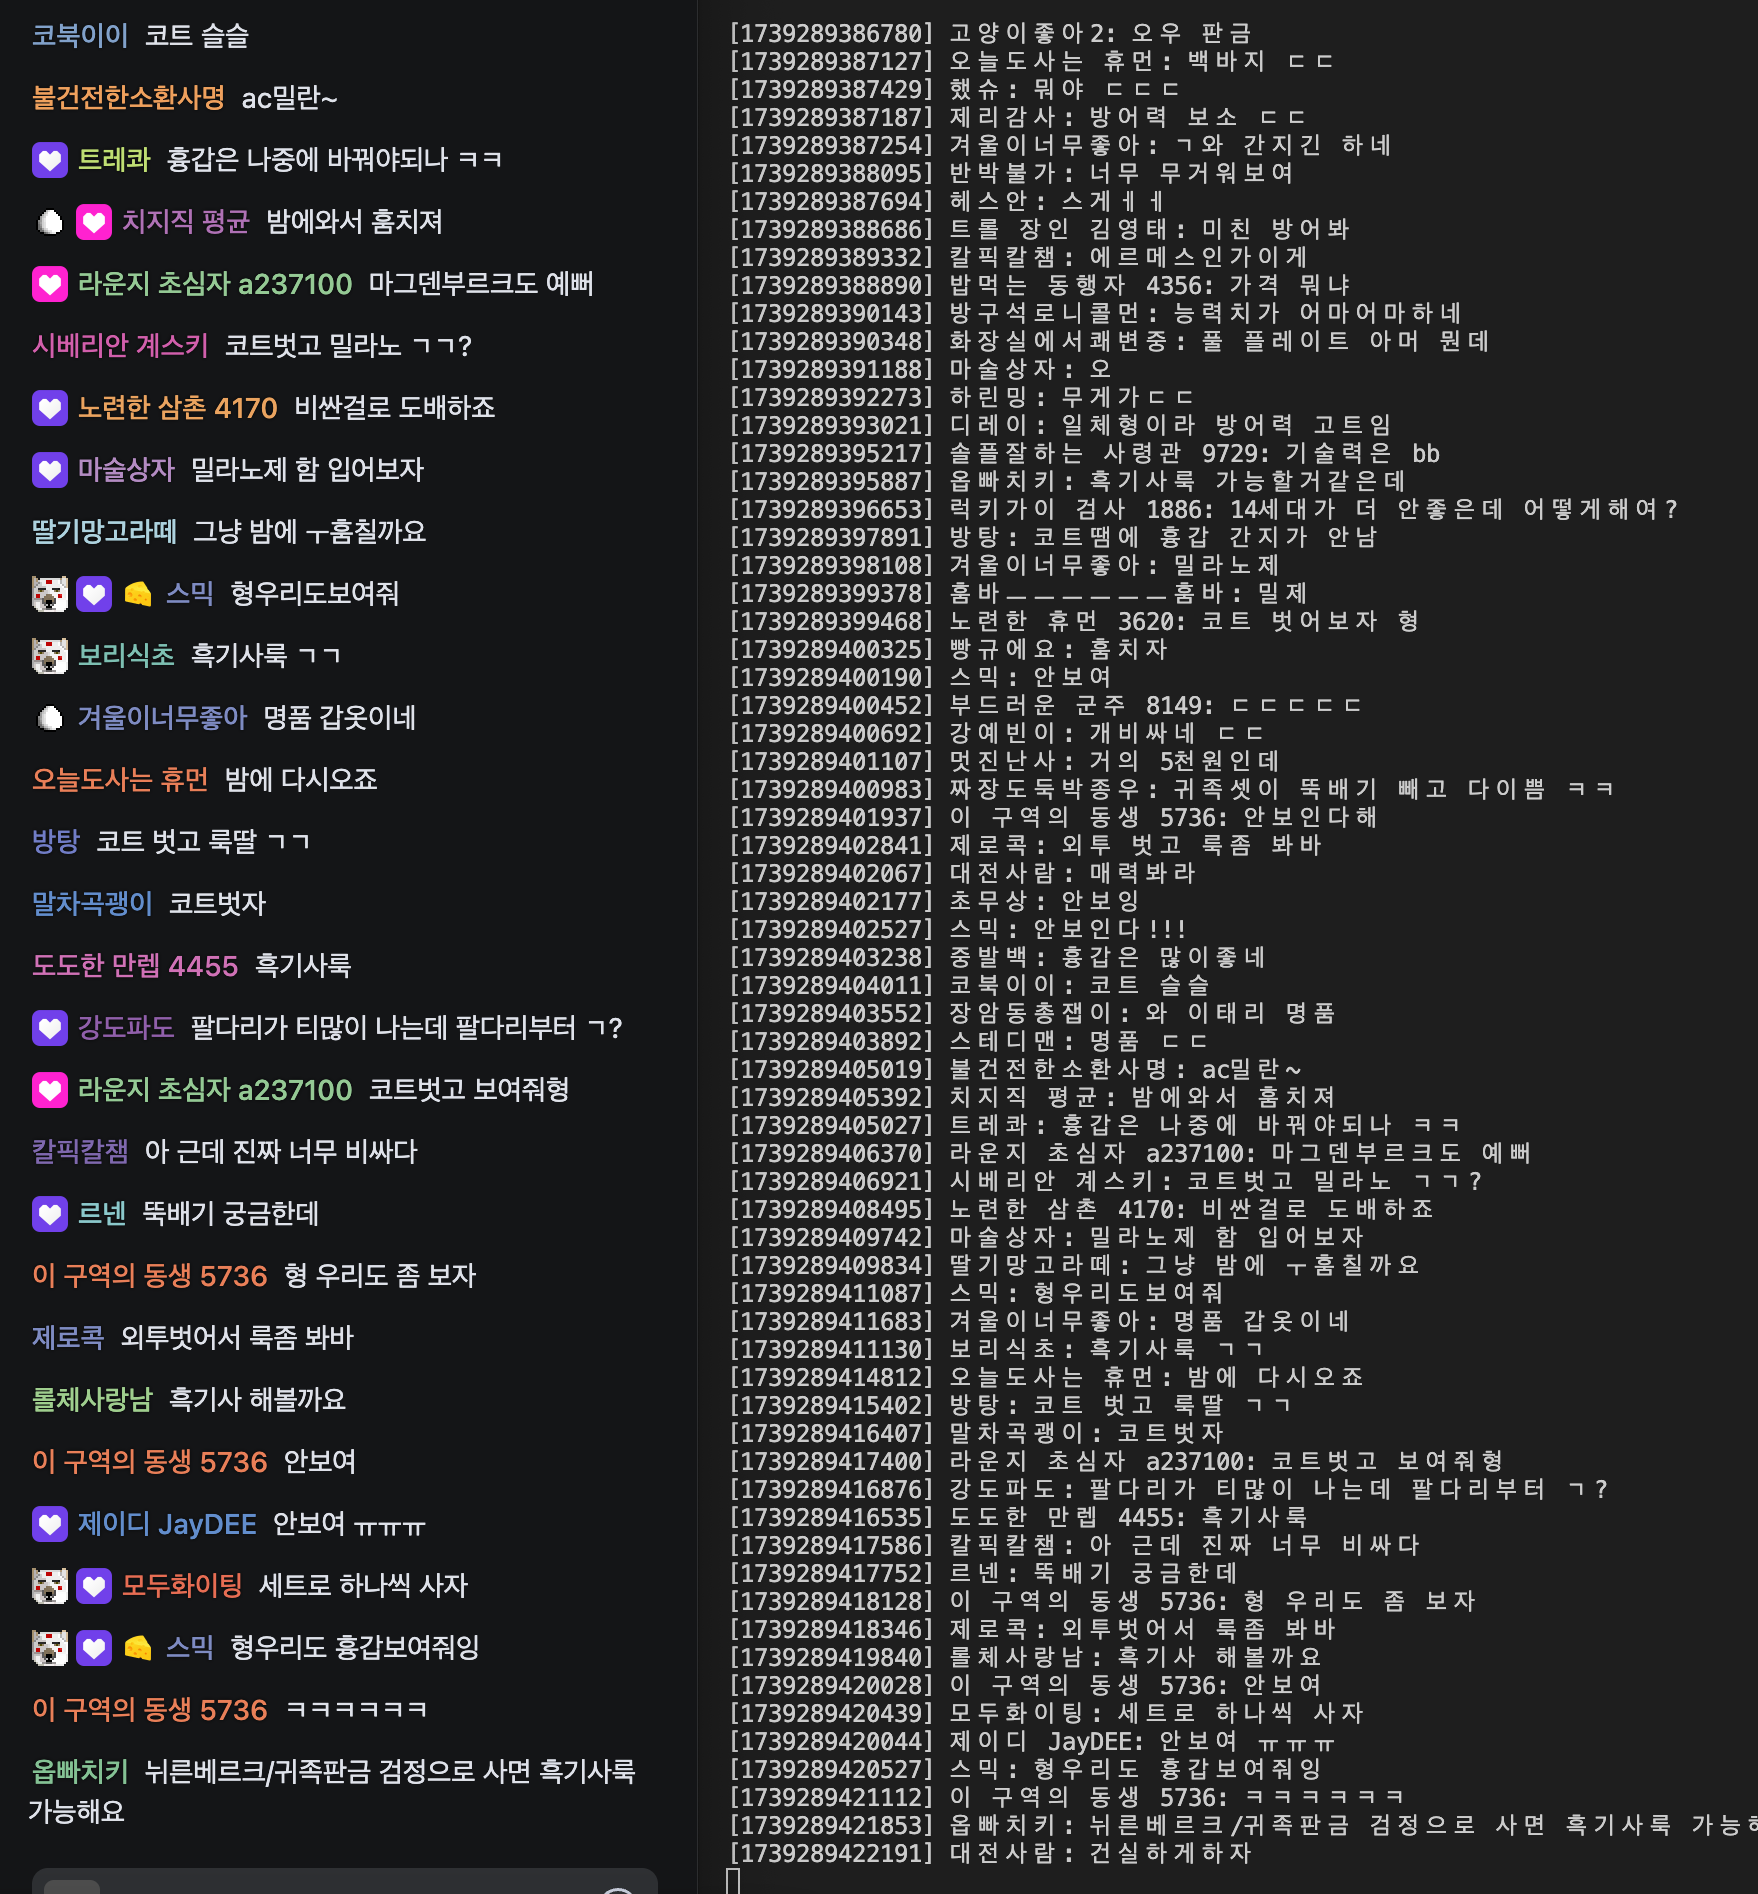 코북이이 코트 슬슬
불건전한소환사명 ac밀란~
트레콰 흉갑은 나중에 바꿔야되나 ㅋㅋ
치지직 평균 밤에와서 훔쳐
라운지 초심자 a237100 마그덴부르크도 예뻐
시베리안 계스키 코트벗고 밀라노 ㄱㄱ?
노련한 삼촌 4170 비싼걸로 도배하죠
마술상자 밀라노제 함 입어보자
딸기망고라떼 그냥 밤에 ㅜ훔칠까요
스믹 형우리도보여줘
보리식초 흑기사룩 ㄱㄱ
겨울이너무좋아 명품 갑옷이네
오늘도사는 휴먼 밤에 다시오죠
방탕 코트 벗고 룩딸 ㄱㄱ
말차곡괭이 코트벗자
도도한 만렙 4455 흑기사룩
강도파도 팔다리가 티많이 나는데 팔다리부터 ㄱ?
라운지 초심자 a237100 코트벗고 보여줘형
칼픽칼챔 아 근데 진짜 너무 비싸다
르넨 뚝배기 궁금한데
이 구역의 동생 5736 형 우리도 좀 보자
제로콕 외투벗어서 룩좀 봐바
롤체사랑남 흑기사 해볼까요
이 구역의 동생 5736 안보여
제이디 JayDEE 안보여 ㅠㅠㅠ
모두화이팅 세트로 하나씩 사자
스믹 형우리도 흉갑보여줘잉
이 구역의 동생 5736 ㅋㅋㅋㅋㅋㅋ
옵빠치키 뉘른베르크/귀족판금 검정으로 사면 흑기사룩
가능해요
[1739289386780] 고양이좋아2: 오우 판금
[1739289387127] 오늘도사는 휴먼: 백바지 ㄷㄷ
[1739289387429] 했슈: 뭐야 ㄷㄷㄷ
[1739289387187] 제리감사: 방어력 보소 ㄷㄷ
[1739289387254] 겨울이너무좋아: ㄱ와 간지긴 하네
[1739289388095] 반박불가: 너무 무거워보여
[1739289387694] 헤스안: 스게ㅔㅔ
[1739289388686] 트롤 장인 김영태: 미친 방어봐
[1739289389332] 칼픽칼챔: 에르메스인가이게
[1739289388890] 밥먹는 동행자 4356: 가격 뭐냐
[1739289390143] 방구석로니콜먼: 능력치가 어마어마하네
[1739289390348] 화장실에서쾌변중: 풀 플레이트 아머 뭔데
[1739289391188] 마술상자: 오
[1739289392273] 하린밍: 무게가ㄷㄷ
[1739289393021] 디레이: 일체형이라 방어력 고트임
[1739289395217] 솔플잘하는 사령관 9729: 기술력은 bb
[1739289395887] 옵빠치키: 흑기사룩 가능할거같은데
[1739289396653] 럭키가이 검사 1886: 14세대가 더 안좋은데 어떻게해여?
[1739289397891] 방탕: 코트땜에 흉갑 간지가 안남
[1739289398108] 겨울이너무좋아: 밀라노제
[1739289399378] 훔바ㅡㅡㅡㅡㅡㅡ훔바: 밀제
[1739289399468] 노련한 휴먼 3620: 코트 벗어보자 형
[1739289400325] 빵규에요: 훔치자
[1739289400190] 스믹: 안보여
[1739289400452] 부드러운 군주 8149: ㄷㄷㄷㄷㄷ
[1739289400692] 강예빈이: 개비싸네 ㄷㄷ
[1739289401107] 멋진난사: 거의 5천원인데
[1739289400983] 짜장도둑박종우: 귀족셋이 뚝배기 빼고 다이쁨 ㅋㅋ
[1739289401937] 이 구역의 동생 5736: 안보인다해
[1739289402841] 제로콕: 외투 벗고 룩좀 봐바
[1739289402067] 대전사람: 매력봐라
[1739289402177] 초무상: 안보잉
[1739289402527] 스믹: 안보인다!!!
[1739289403238] 중발백: 흉갑은 많이좋네
[1739289404011] 코북이이: 코트 슬슬
[1739289403552] 장암동총잽이: 와 이태리 명품
[1739289403892] 스테디맨: 명품 ㄷㄷ
[1739289405019] 불건전한소환사명: ac밀란~
[1739289405392] 치지직 평균: 밤에와서 훔쳐
[1739289405027] 트레콰: 흉갑은 나중에 바꿔야되나 ㅋㅋ
[1739289406370] 라운지 초심자 a237100: 마그덴부르크도 예뻐
[1739289406921] 시베리안 계스키: 코트벗고 밀라노 ㄱㄱ?
[1739289408495] 노련한 삼촌 4170: 비싼걸로 도배하죠
[1739289409742] 마술상자: 밀라노제 함 입어보자
[1739289409834] 딸기망고라떼: 그냥 밤에 ㅜ훔칠까요
[1739289411087] 스믹: 형우리도보여줘
[1739289411683] 겨울이너무좋아: 명품 갑옷이네
[1739289411130] 보리식초: 흑기사룩 ㄱㄱ
[1739289414812] 오늘도사는 휴먼: 밤에 다시오죠
[1739289415402] 방탕: 코트 벗고 룩딸 ㄱㄱ
[1739289416407] 말차곡괭이: 코트벗자
[1739289417400] 라운지 초심자 a237100: 코트벗고 보여줘형
[1739289416876] 강도파도: 팔다리가 티많이 나는데 팔다리부터 ㄱ?
[1739289416535] 도도한 만렙 4455: 흑기사룩
[1739289417586] 칼픽칼챔: 아 근데 진짜 너무 비싸다
[1739289417752] 르넨: 뚝배기 궁금한데
[1739289418128] 이 구역의 동생 5736: 형 우리도 좀 보자
[1739289418346] 제로콕: 외투벗어서 룩좀 봐바
[1739289419840] 롤체사랑남: 흑기사 해볼까요
[1739289420028] 이 구역의 동생 5736: 안보여
[1739289420439] 모두화이팅: 세트로 하나씩 사자
[1739289420044] 제이디 JayDEE: 안보여 ㅠㅠㅠ
[1739289420527] 스믹: 형우리도 흉갑보여줘잉
[1739289421112] 이 구역의 동생 5736: ㅋㅋㅋㅋㅋㅋ
[1739289421853] 옵빠치키: 뉘른베르크/귀족판금 검정으로 사면 흑기사룩 가능
[1739289422191] 대전사람: 건실하게하자